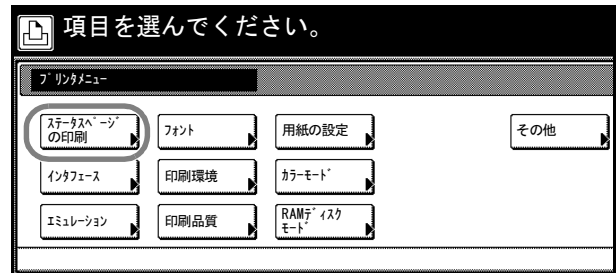 項目を選んでください。
プリンタメニュー
ステータスページ
の印刷
フォント
用紙の設定
その他
インタフェース
印刷環境
カラーモード
エミュレーション
印刷品質
RAMディスク
モード